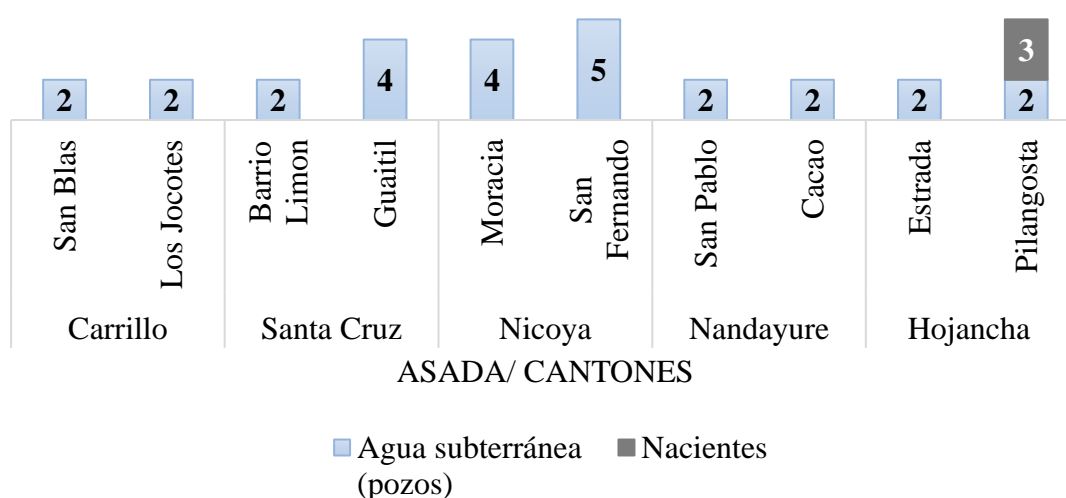 3
2
2
2
4
4
5
2
2
2
2
San Blas
Los Jocotes
Barrio
Limon
Guaitil
Moracia
San
Fernando
San Pablo
Cacao
Estrada
Pilangosta
Carrillo
Santa Cruz
Nicoya
Nandayure
Hojancha
ASADA/ CANTONES
Agua subterránea
(pozos)
Nacientes